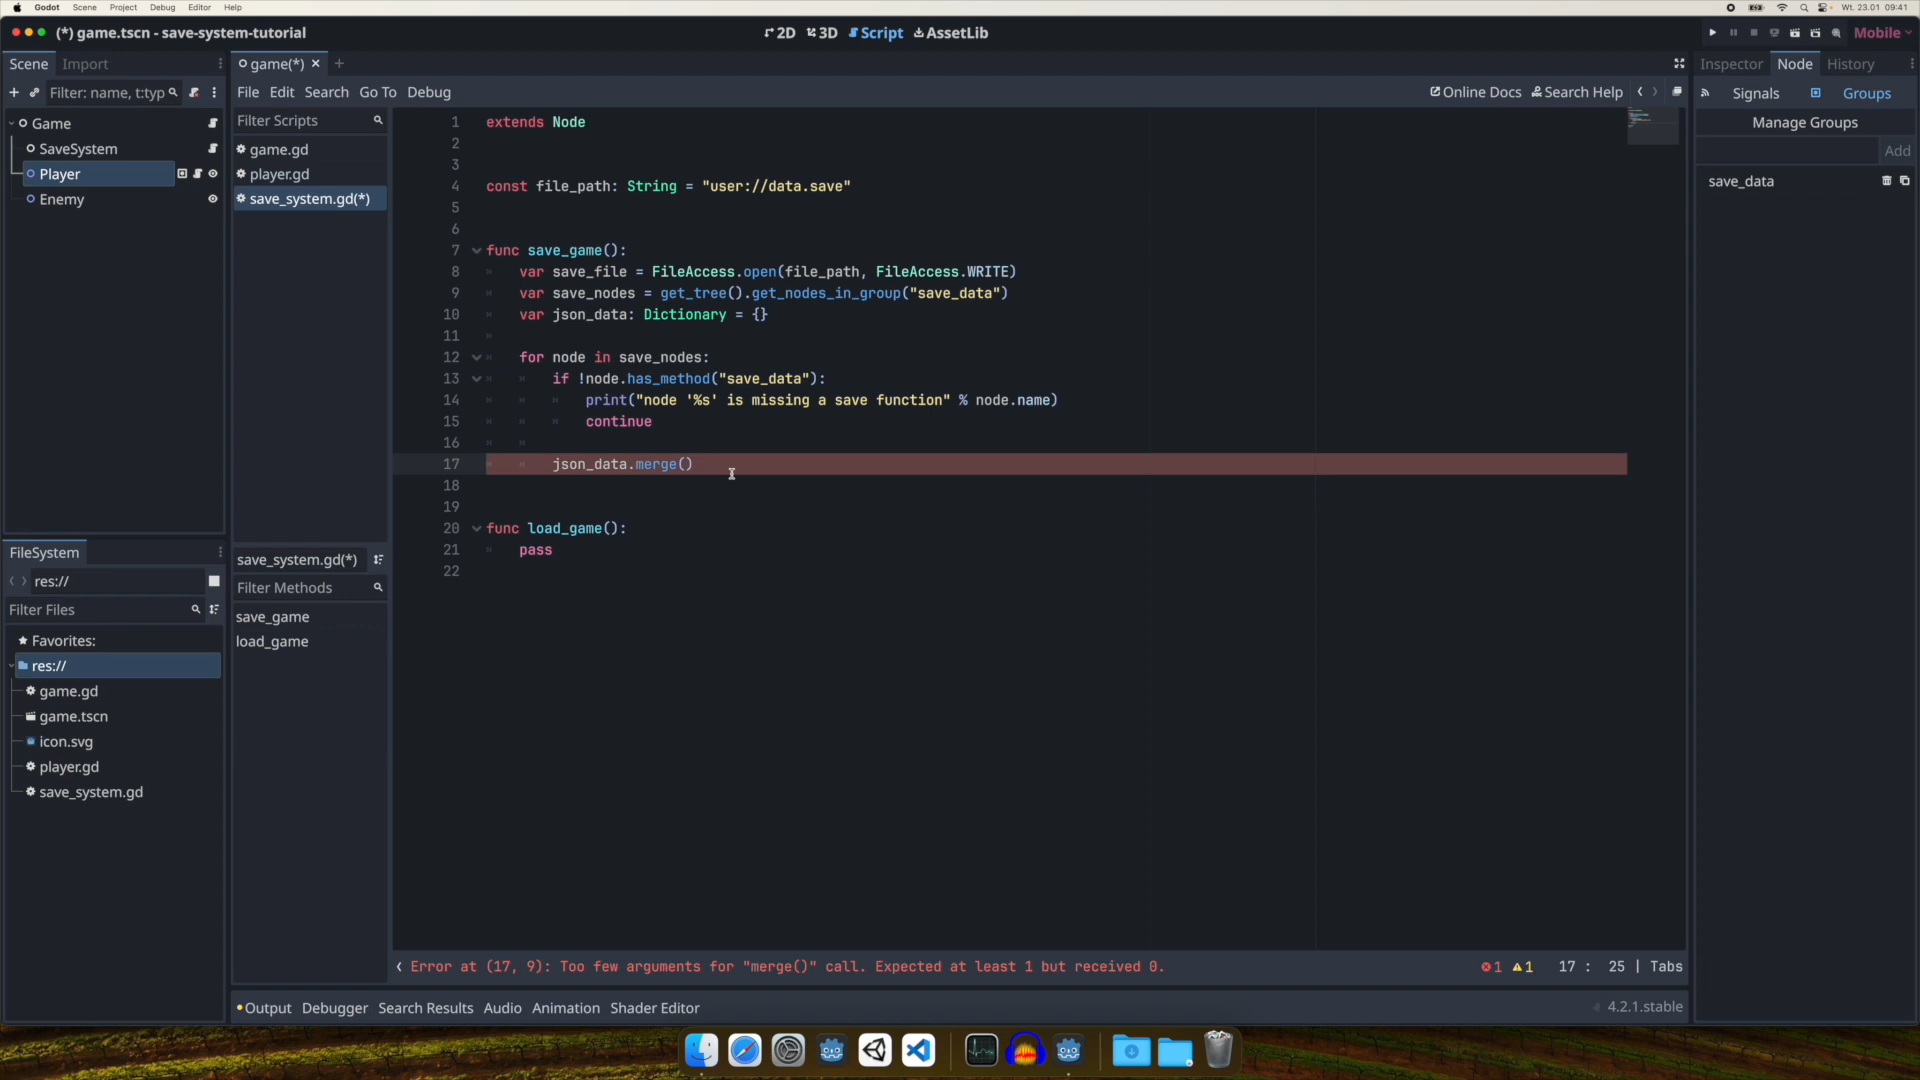 Godot Scene Project Debug Editor Help
Wt. 23.01 09:41
(*) game.tscn - save-system-tutorial
2D 3D Script AssetLib
Mobile
Scene Import
game(*)
Inspector Node History
Filter: name, t:typ
File Edit Search Go To Debug
Online Docs Search Help
Signals Groups
Manage Groups
Add
save_data
Game
SaveSystem
Player
Enemy
Filter Scripts
game.gd
player.gd
save_system.gd(*)
1 extends Node
2
3
4 const file_path: String = "user://data.save"
5
6
7 func save_game():
8 var save_file = FileAccess.open(file_path, FileAccess.WRITE)
9 var save_nodes = get_tree().get_nodes_in_group("save_data")
10 var json_data: Dictionary = {}
11
12 for node in save_nodes:
13 if !node.has_method("save_data"):
14 print("node '%s' is missing a save function" % node.name)
15 continue
16
17 json_data.merge()
18
19
20 func load_game():
21 pass
22
save_system.gd(*)
Filter Methods
save_game
load_game
FileSystem
res://
Filter Files
Favorites:
res://
game.gd
game.tscn
icon.svg
player.gd
save_system.gd
Error at (17, 9): Too few arguments for "merge()" call. Expected at least 1 but received 0.
1 1 17 : 25 | Tabs
Output Debugger Search Results Audio Animation Shader Editor
4.2.1.stable